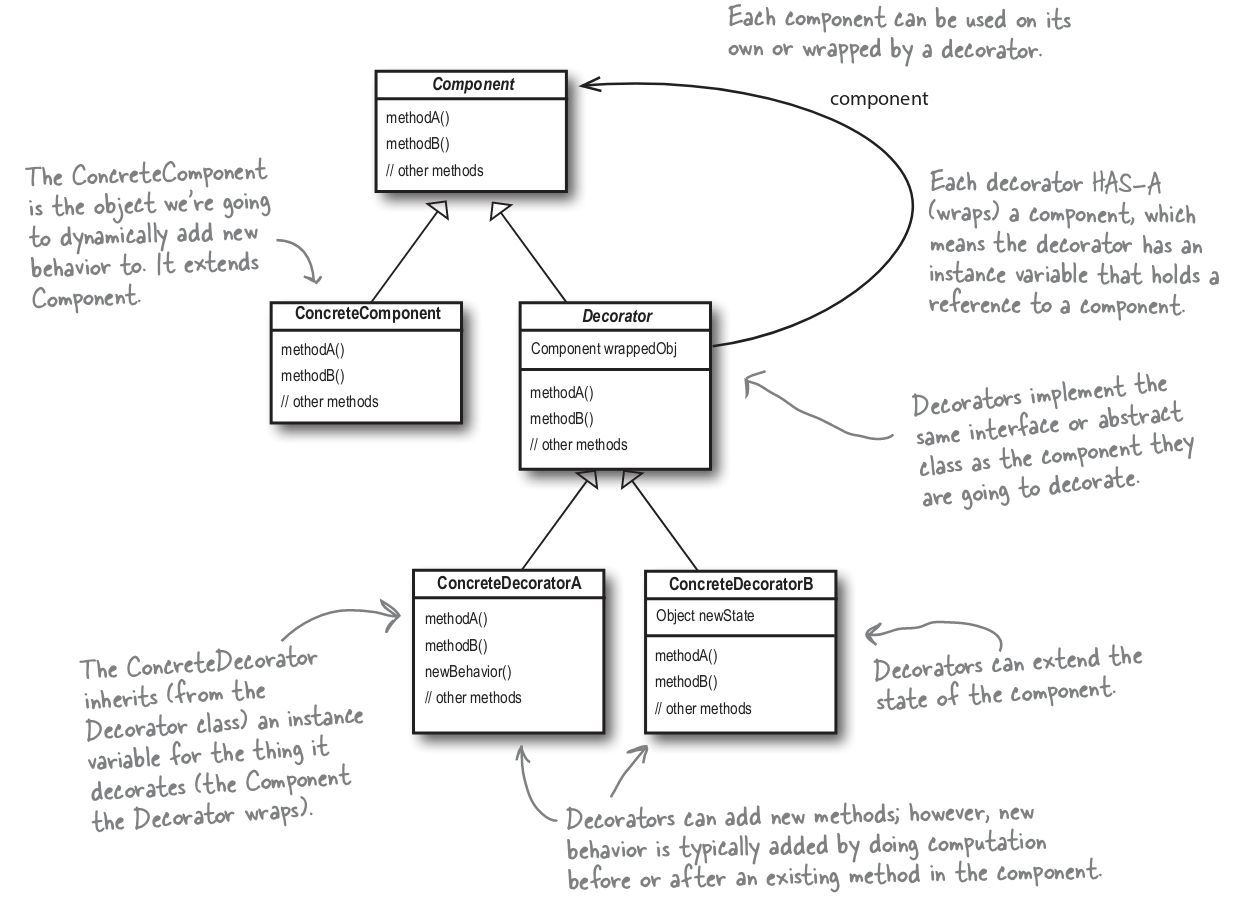 Each component can be used on its
own or wrapped by a decorator.
Component
methodA()
methodB()
// other methods
component
The ConcreteComponent
is the object we're going
to dynamically add new
behavior to. It extends
Component.
Each decorator HAS-A
(wraps) a component, which
means the decorator has an
instance variable that holds a
reference to a component.
ConcreteComponent
methodA()
methodB()
// other methods
Decorator
Component wrappedObj
methodA()
methodB()
// other methods
Decorators implement the
same interface or abstract
class as the component they
are going to decorate.
ConcreteDecoratorA
methodA()
methodB()
newBehavior()
// other methods
ConcreteDecoratorB
Object newState
methodA()
methodB()
// other methods
The ConcreteDecorator
inherits (from the
Decorator class) an instance
variable for the thing it
decorates (the Component
the Decorator wraps).
Decorators can extend the
state of the component.
Decorators can add new methods; however, new
behavior is typically added by doing computation
before or after an existing method in the component.